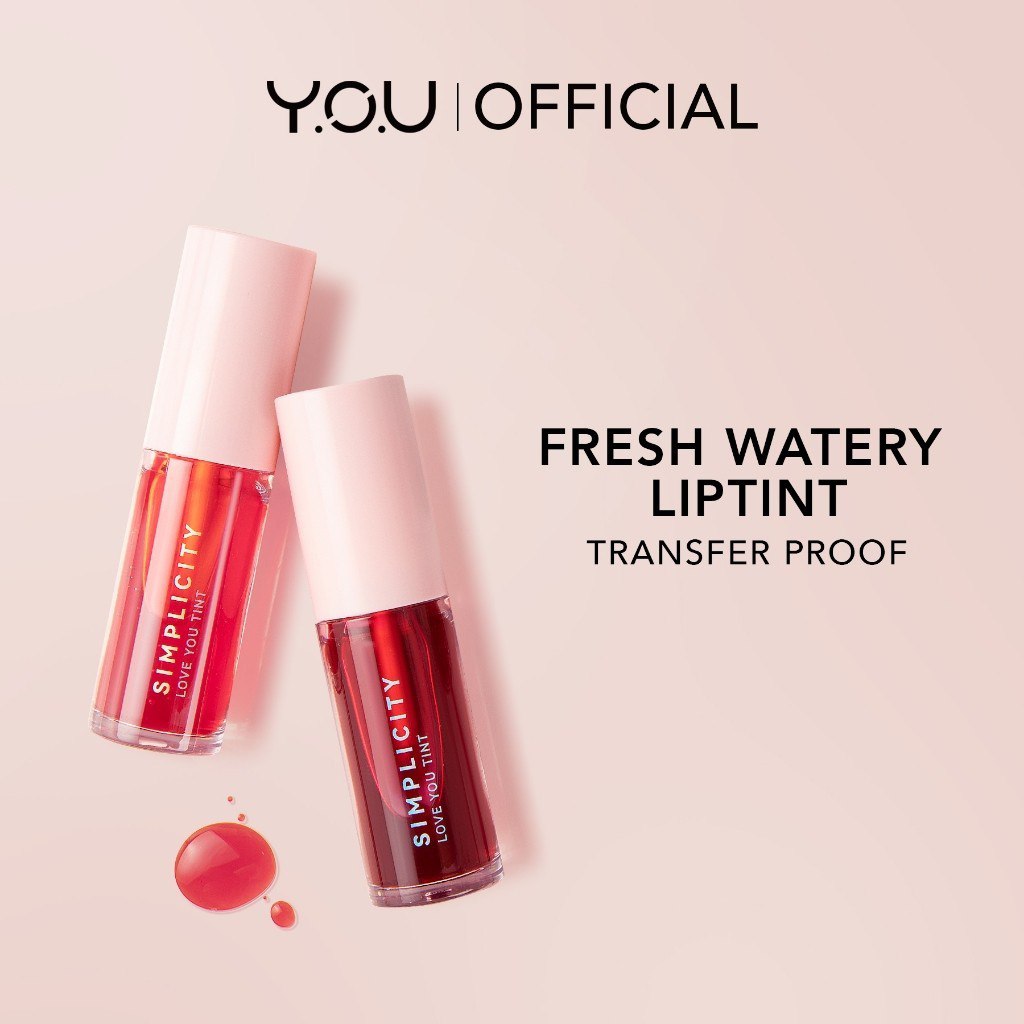 Y.O.U | OFFICIAL
FRESH WATERY
LIPTINT
TRANSFER PROOF
SIMPLICITY
LOVE YOU TINT
SIMPLICITY
LOVE YOU TINT